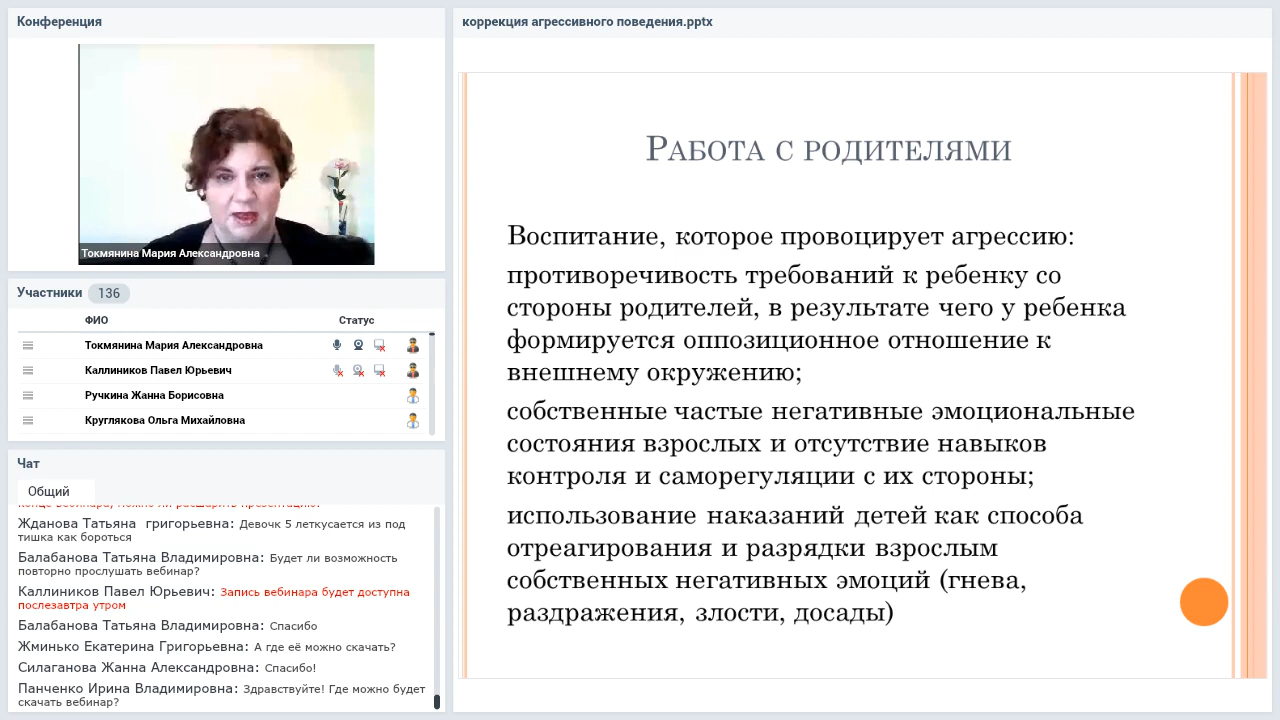 Конференция
Токмянина Мария Александровна
Участники 136
ФИО Статус
Токмянина Мария Александровна
Каллиников Павел Юрьевич
Ручкина Жанна Борисовна
Круглякова Ольга Михайловна
Чат
Общий
Жданова Татьяна григорьевна: Девочк 5 леткусается из под
тишка как бороться
Балабанова Татьяна Владимировна: Будет ли возможность
повторно прослушать вебинар?
Каллиников Павел Юрьевич: Запись вебинара будет доступна
послезавтра утром
Балабанова Татьяна Владимировна: Спасибо
Жминько Екатерина Григорьевна: А где её можно скачать?
Силаганова Жанна Александровна: Спасибо!
Панченко Ирина Владимировна: Здравствуйте! Где можно будет
скачать вебинар?
коррекция агрессивного поведения.pptx
Работа с родителями
Воспитание, которое провоцирует агрессию:
противоречивость требований к ребенку со
стороны родителей, в результате чего у ребенка
формируется оппозиционное отношение к
внешнему окружению;
собственные частые негативные эмоциональные
состояния взрослых и отсутствие навыков
контроля и саморегуляции с их стороны;
использование наказаний детей как способа
отреагирования и разрядки взрослым
собственных негативных эмоций (гнева,
раздражения, злости, досады)